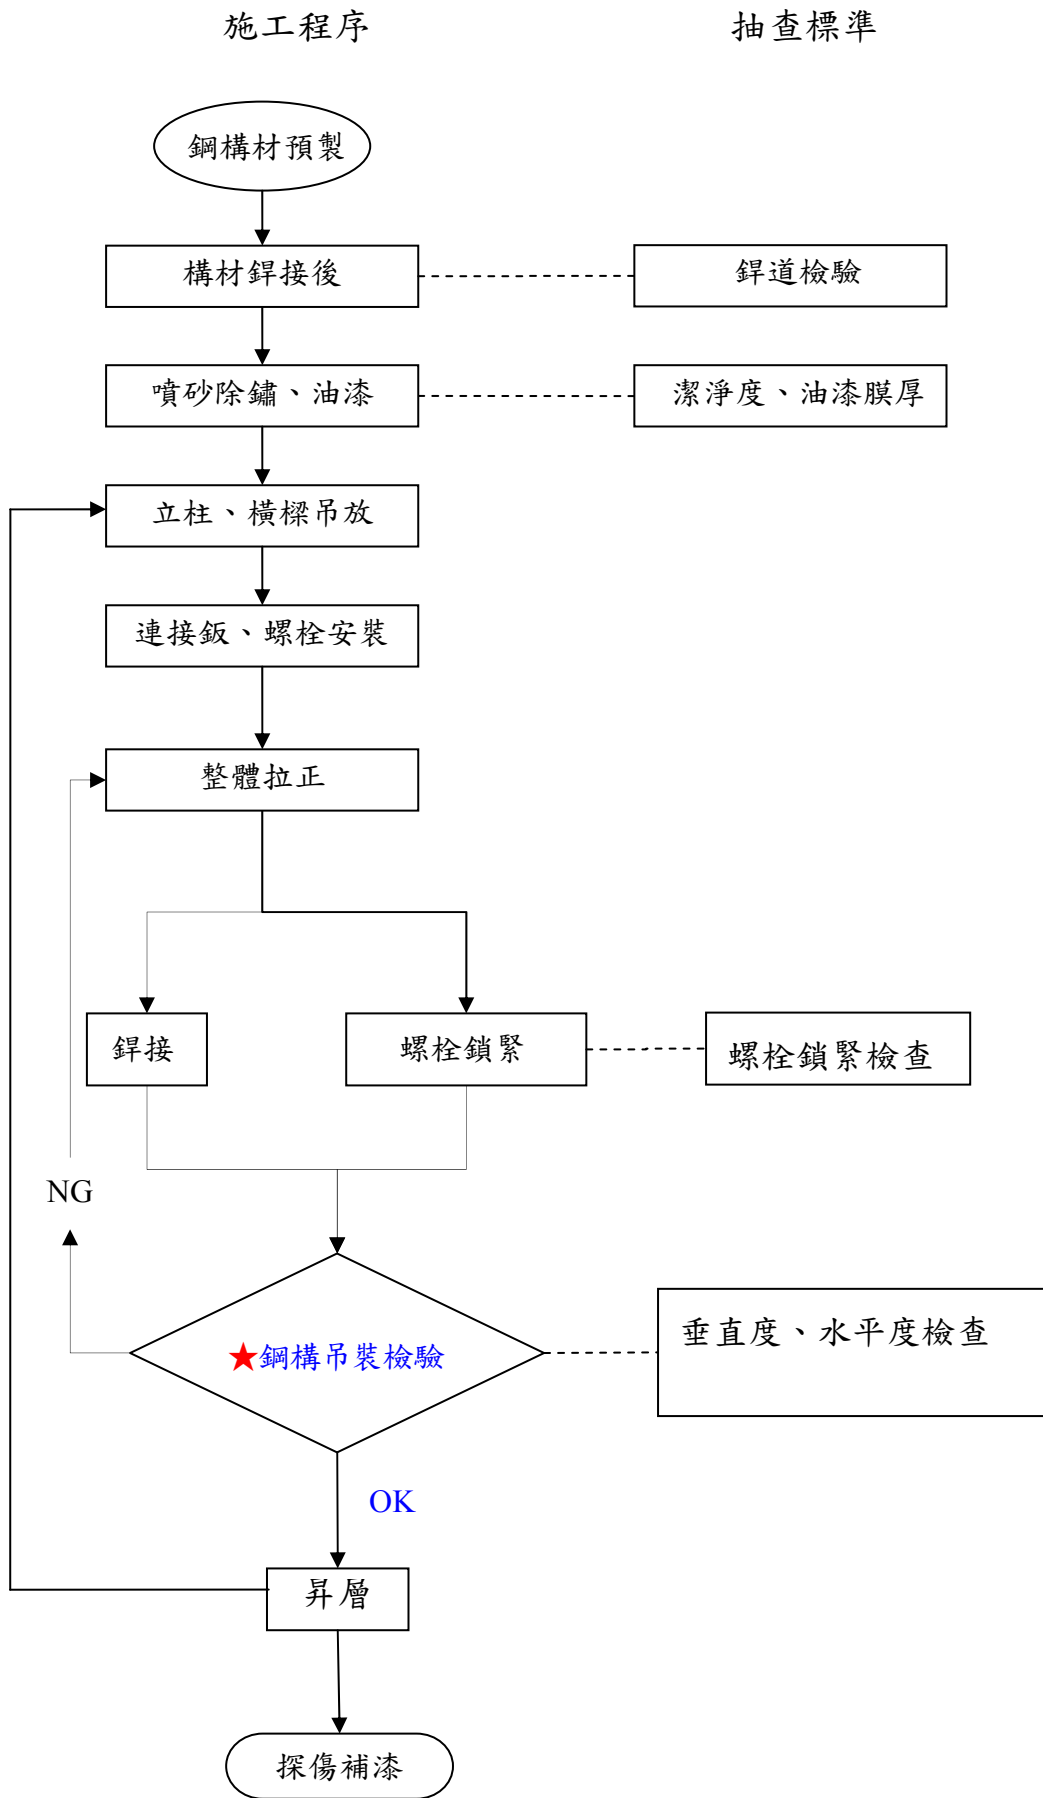 施工程序
抽查標準
鋼構材預製
構材銲接後
銲道檢驗
噴砂除鏽、油漆
潔淨度、油漆膜厚
立柱、橫樑吊放
連接鈑、螺栓安裝
整體拉正
銲接
螺栓鎖緊
螺栓鎖緊檢查
NG
★鋼構吊裝檢驗
垂直度、水平度檢查
OK
昇層
探傷補漆